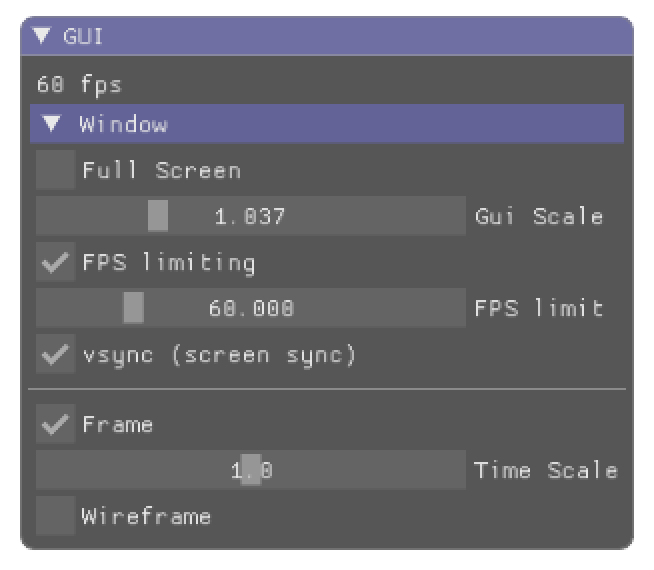 GUI
60 fps
Window
Full Screen
1.037 Gui Scale
FPS limiting
60.000 FPS limit
vsync (screen sync)
Frame
1.0 Time Scale
Wireframe